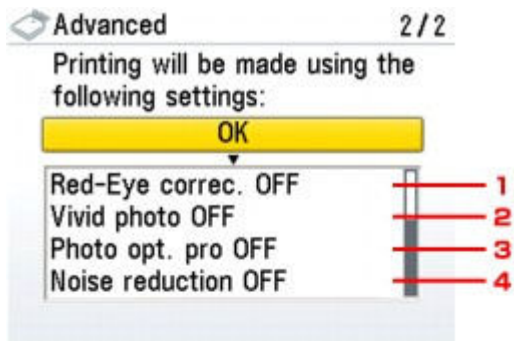 Advanced 2/2
Printing will be made using the
following settings:
OK
Red-Eye correc. OFF 1
Vivid photo OFF 2
Photo opt. pro OFF 3
Noise reduction OFF 4